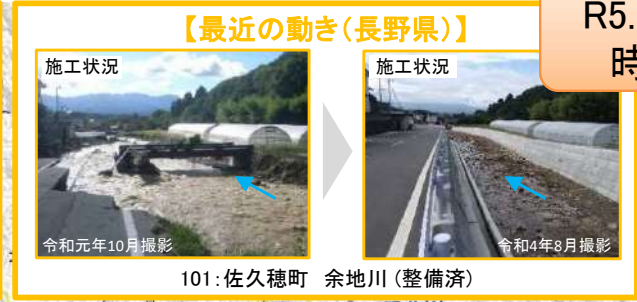 【最近の動き(長野県)】
R5.
時
施工状況
施工状況
令和元年10月撮影
令和4年8月撮影
101:佐久穂町 余地川(整備済)